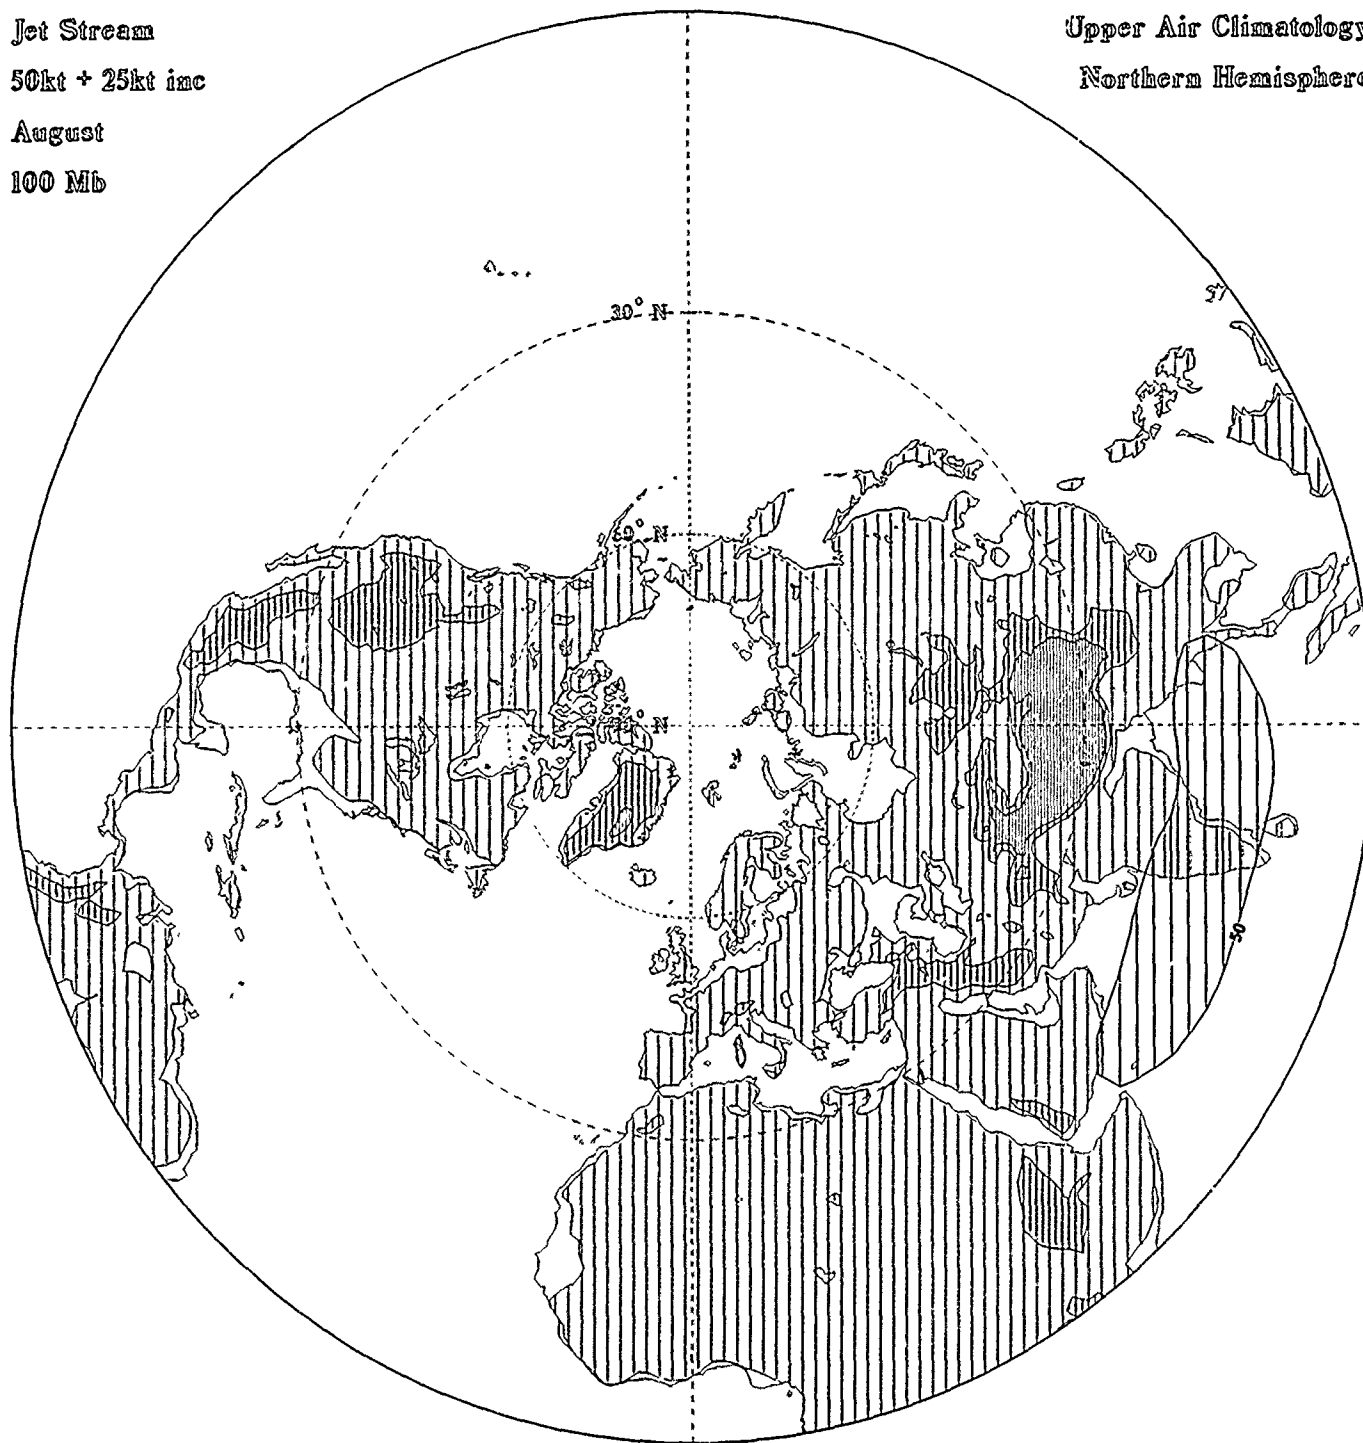 Jet Stream
50kt + 25kt inc
August
100 Mb
Upper Air Climatology
Northern Hemisphere
30° N
60° N
N
50